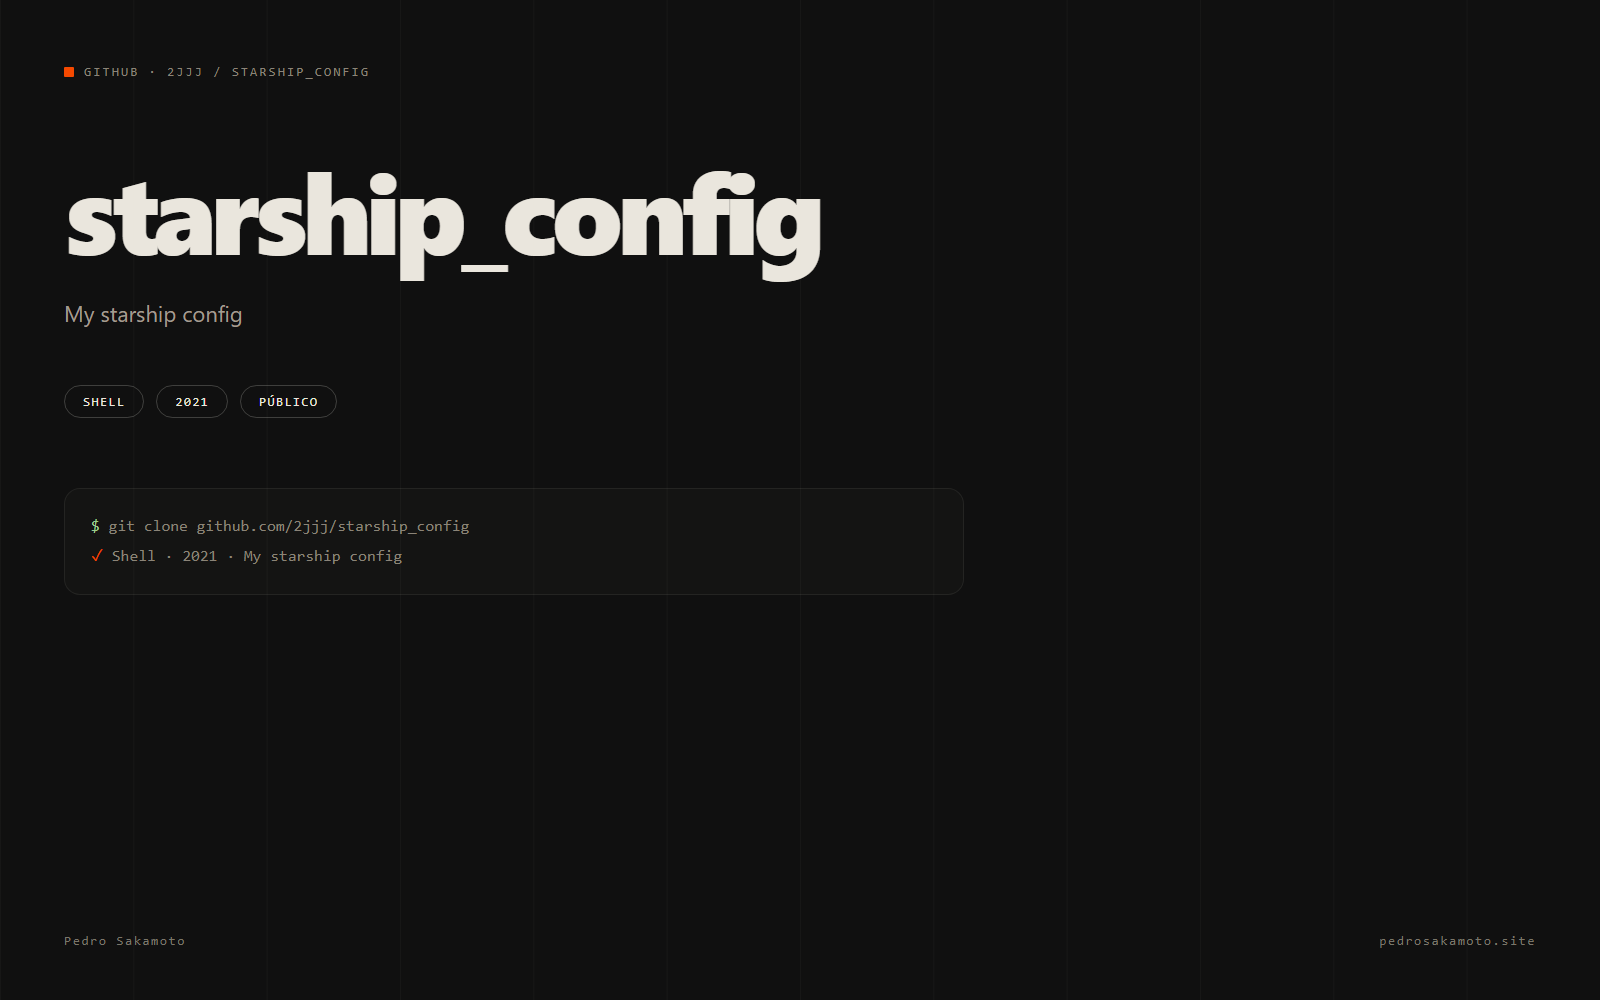 GITHUB · 2JJJ / STARSHIP_CONFIG
starship_config
My starship config
SHELL
2021
PÚBLICO
$ git clone github.com/2jjj/starship_config
✓ Shell · 2021 · My starship config
Pedro Sakamoto
pedrosakamoto.site